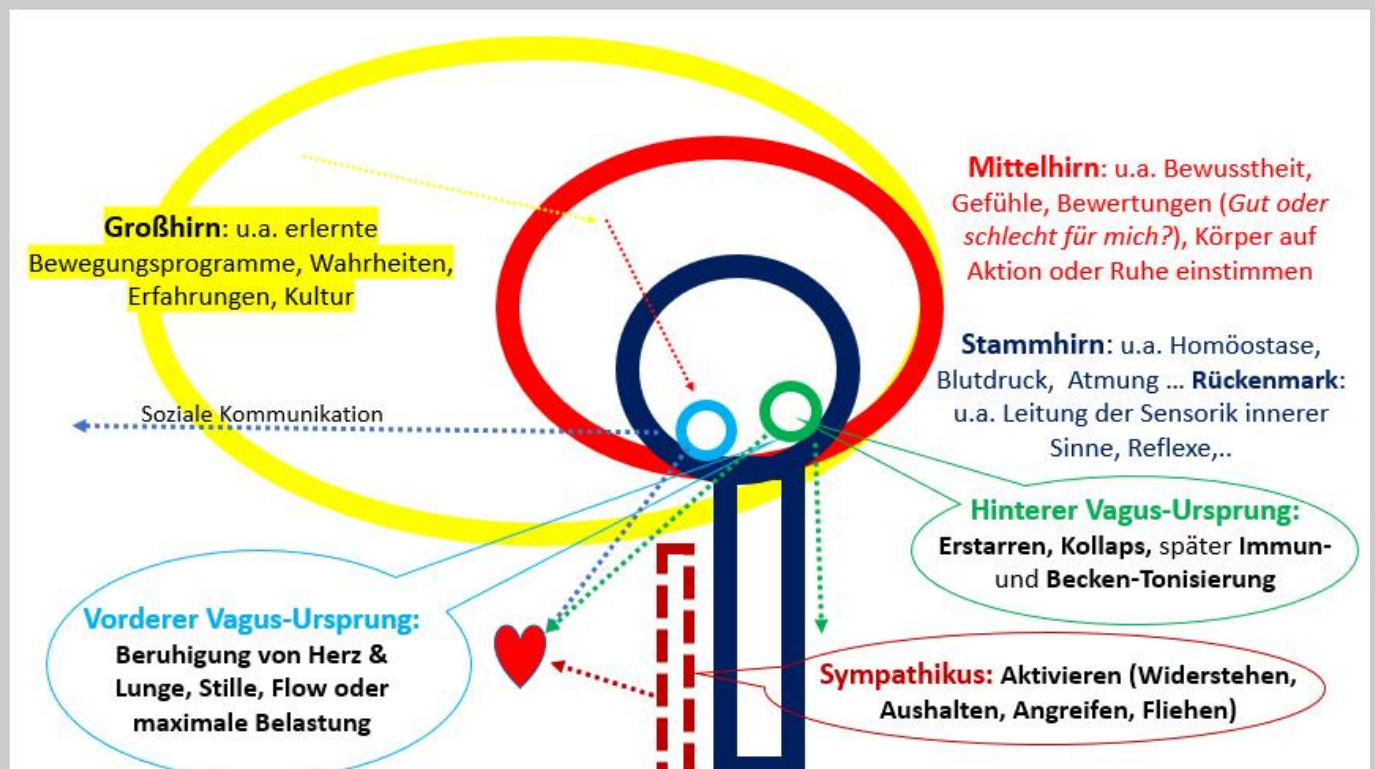 Großhirn: u.a. erlernte
Bewegungsprogramme, Wahrheiten,
Erfahrungen, Kultur
Mittelhirn: u.a. Bewusstheit,
Gefühle, Bewertungen (Gut oder
schlecht für mich?), Körper auf
Aktion oder Ruhe einstimmen
Stammhirn: u.a. Homöostase,
Blutdruck, Atmung ... Rückenmark:
u.a. Leitung der Sensorik innerer
Sinne, Reflexe,..
Soziale Kommunikation
Hinterer Vagus-Ursprung:
Erstarren, Kollaps, später Immun-
und Becken-Tonisierung
Vorderer Vagus-Ursprung:
Beruhigung von Herz &
Lunge, Stille, Flow oder
maximale Belastung
Sympathikus: Aktivieren (Widerstehen,
Aushalten, Angreifen, Fliehen)